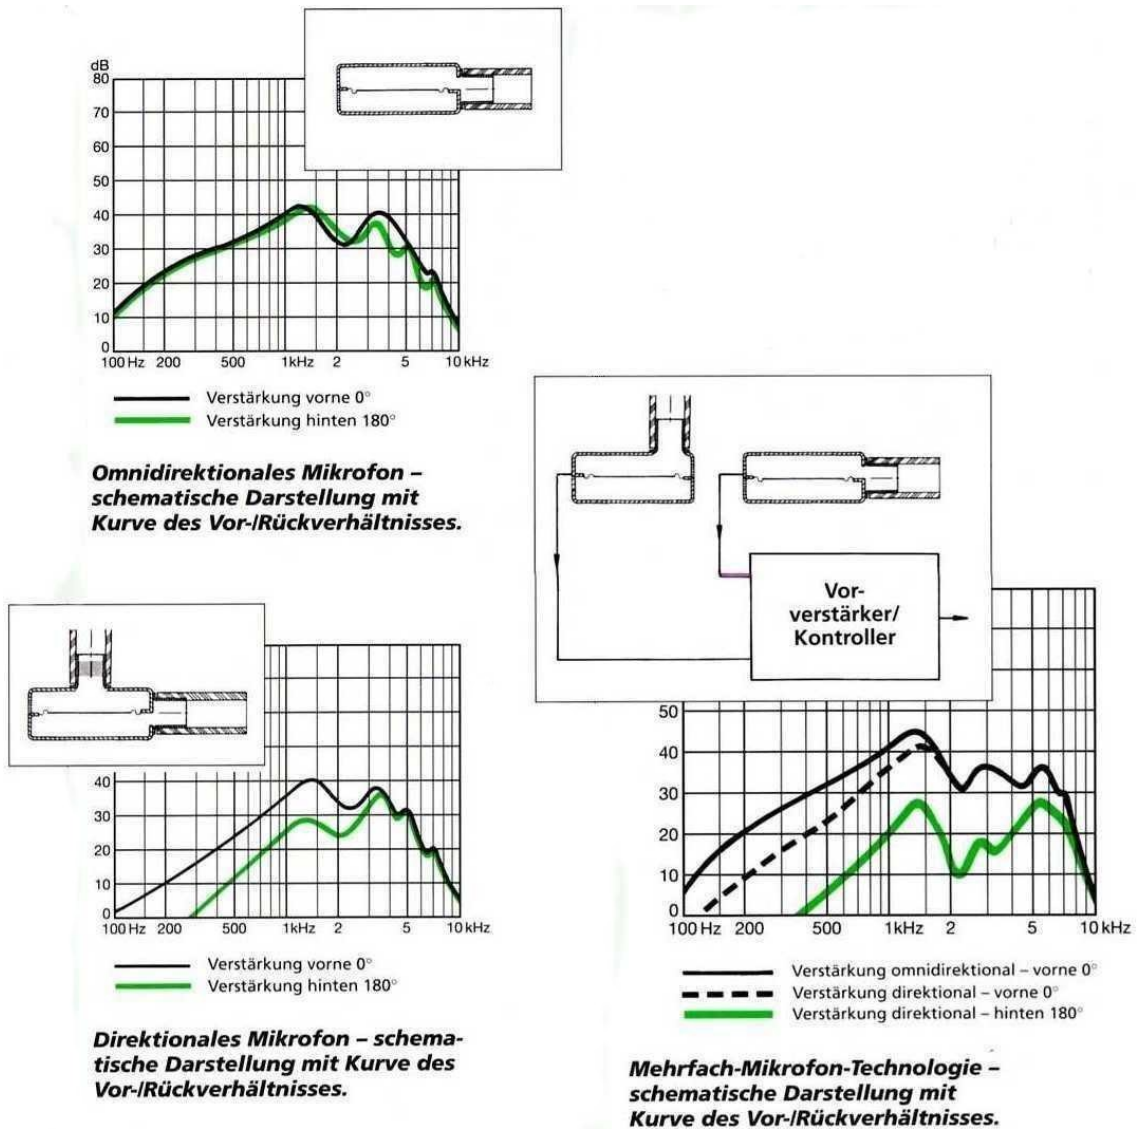 dB
80
70
60
50
40
30
20
10
0
100 Hz 200 500 1kHz 2 5 10 kHz
Verstärkung vorne 0°
Verstärkung hinten 180°
Omnidirektionales Mikrofon –
schematische Darstellung mit
Kurve des Vor-/Rückverhältnisses.
40
30
20
10
0
100 Hz 200 500 1kHz 2 5 10 kHz
Verstärkung vorne 0°
Verstärkung hinten 180°
Direktionales Mikrofon – schema-
tische Darstellung mit Kurve des
Vor-/Rückverhältnisses.
Vor-
verstärker/
Kontroller
50
40
30
20
10
0
100 Hz 200 500 1kHz 2 5 10 kHz
Verstärkung omnidirektional – vorne 0°
Verstärkung direktional – vorne 0°
Verstärkung direktional – hinten 180°
Mehrfach-Mikrofon-Technologie –
schematische Darstellung mit
Kurve des Vor-/Rückverhältnisses.